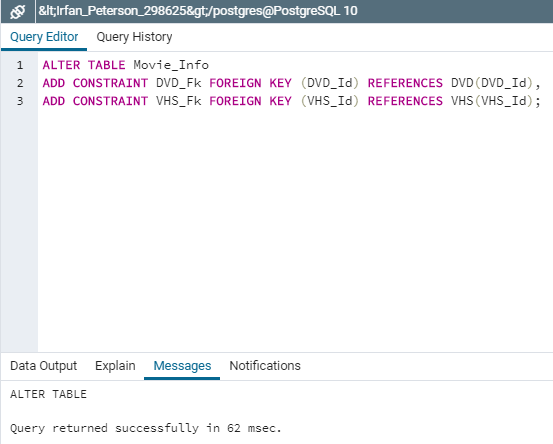 &lt;Irfan_Peterson_298625&gt;/postgres@PostgreSQL 10
Query Editor Query History
1 ALTER TABLE Movie_Info
2 ADD CONSTRAINT DVD_Fk FOREIGN KEY (DVD_Id) REFERENCES DVD(DVD_Id),
3 ADD CONSTRAINT VHS_Fk FOREIGN KEY (VHS_Id) REFERENCES VHS(VHS_Id);
Data Output Explain Messages Notifications
ALTER TABLE
Query returned successfully in 62 msec.